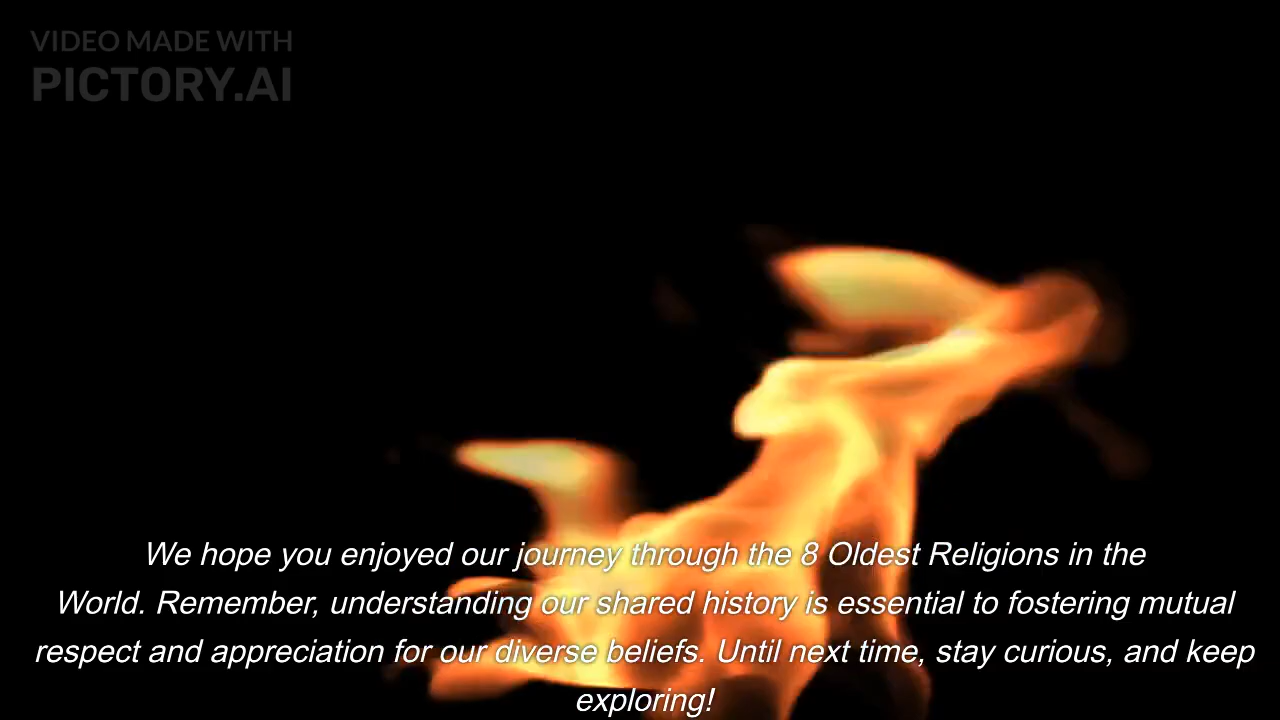 VIDEO MADE WITH
PICTORY.AI
We hope you enjoyed our journey through the 8 Oldest Religions in the
World. Remember, understanding our shared history is essential to fostering mutual
respect and appreciation for our diverse beliefs. Until next time, stay curious, and keep
exploring!